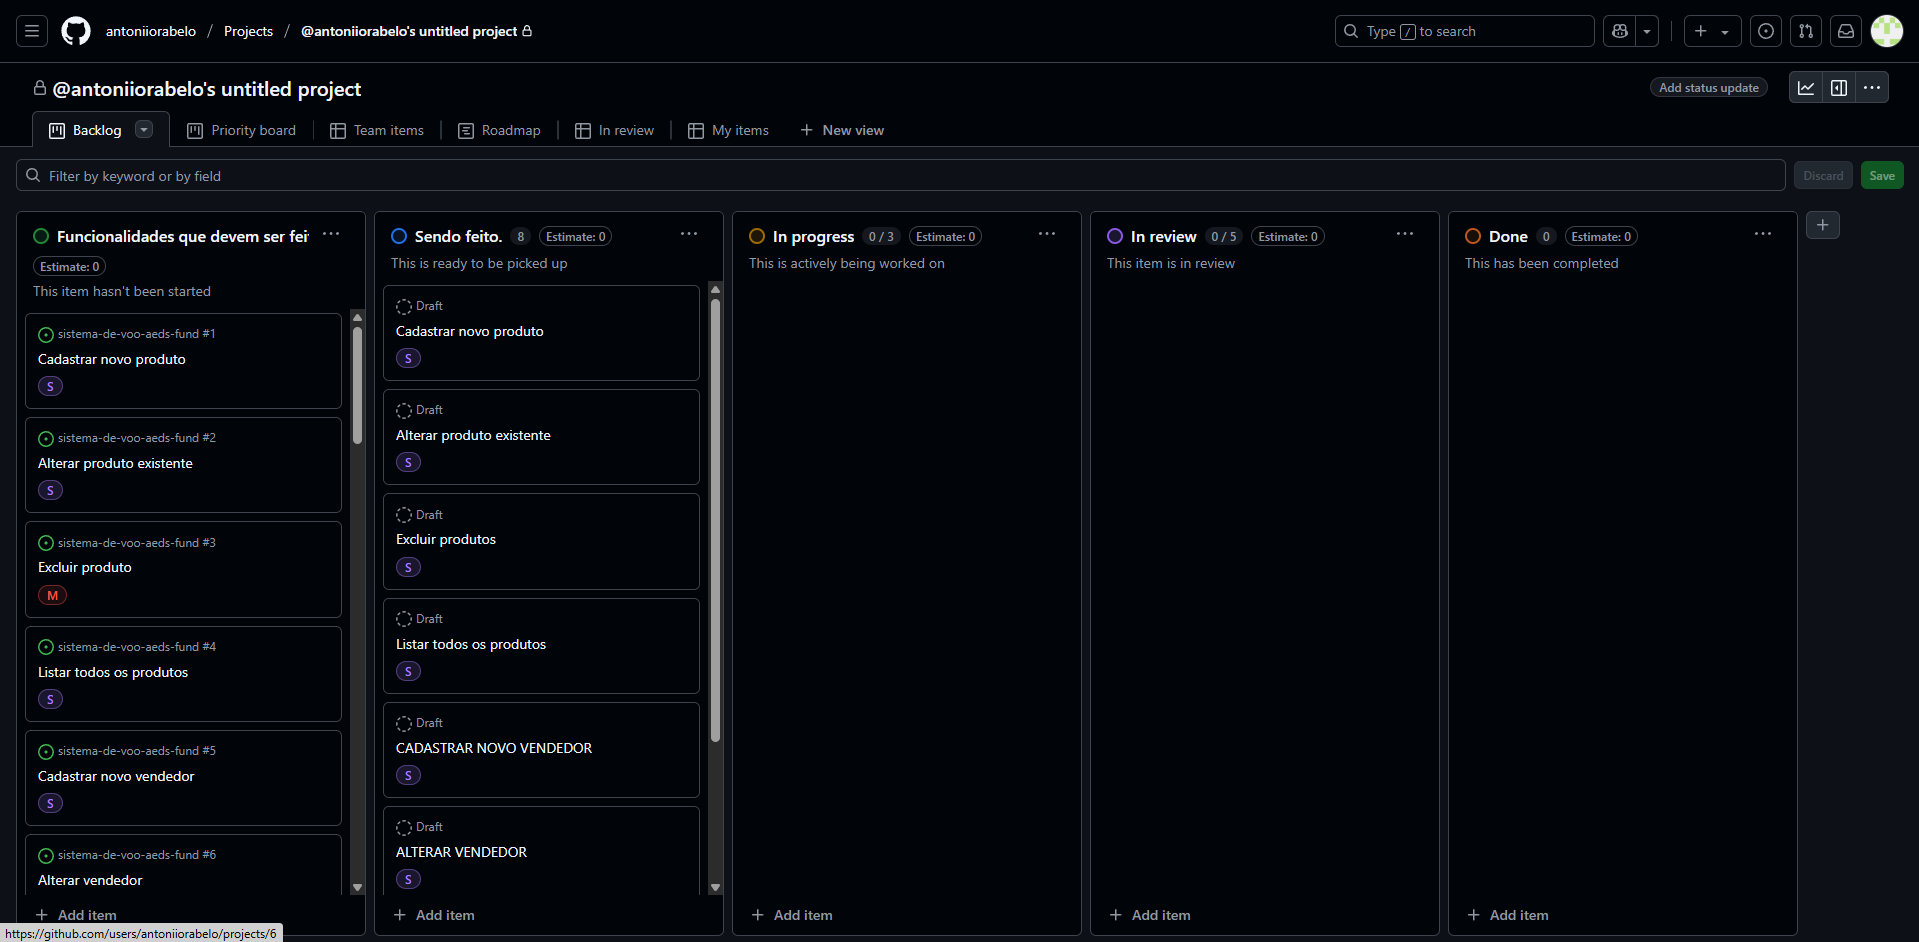 antoniiorabelo / Projects / @antoniiorabelo's untitled project
Type / to search
@antoniiorabelo's untitled project
Add status update
Backlog
Priority board
Team items
Roadmap
In review
My items
New view
Filter by keyword or by field
Discard
Save
Funcionalidades que devem ser fei
Estimate: 0
This item hasn't been started
sistema-de-voo-aeds-fund #1
Cadastrar novo produto
S
sistema-de-voo-aeds-fund #2
Alterar produto existente
S
sistema-de-voo-aeds-fund #3
Excluir produto
M
sistema-de-voo-aeds-fund #4
Listar todos os produtos
S
sistema-de-voo-aeds-fund #5
Cadastrar novo vendedor
S
sistema-de-voo-aeds-fund #6
Alterar vendedor
Add item
Sendo feito. 8 Estimate: 0
This is ready to be picked up
Draft
Cadastrar novo produto
S
Draft
Alterar produto existente
S
Draft
Excluir produtos
S
Draft
Listar todos os produtos
S
Draft
CADASTRAR NOVO VENDEDOR
S
Draft
ALTERAR VENDEDOR
S
Add item
In progress 0 / 3 Estimate: 0
This is actively being worked on
Add item
In review 0 / 5 Estimate: 0
This item is in review
Add item
Done 0 Estimate: 0
This has been completed
Add item
https://github.com/users/antoniiorabelo/projects/6